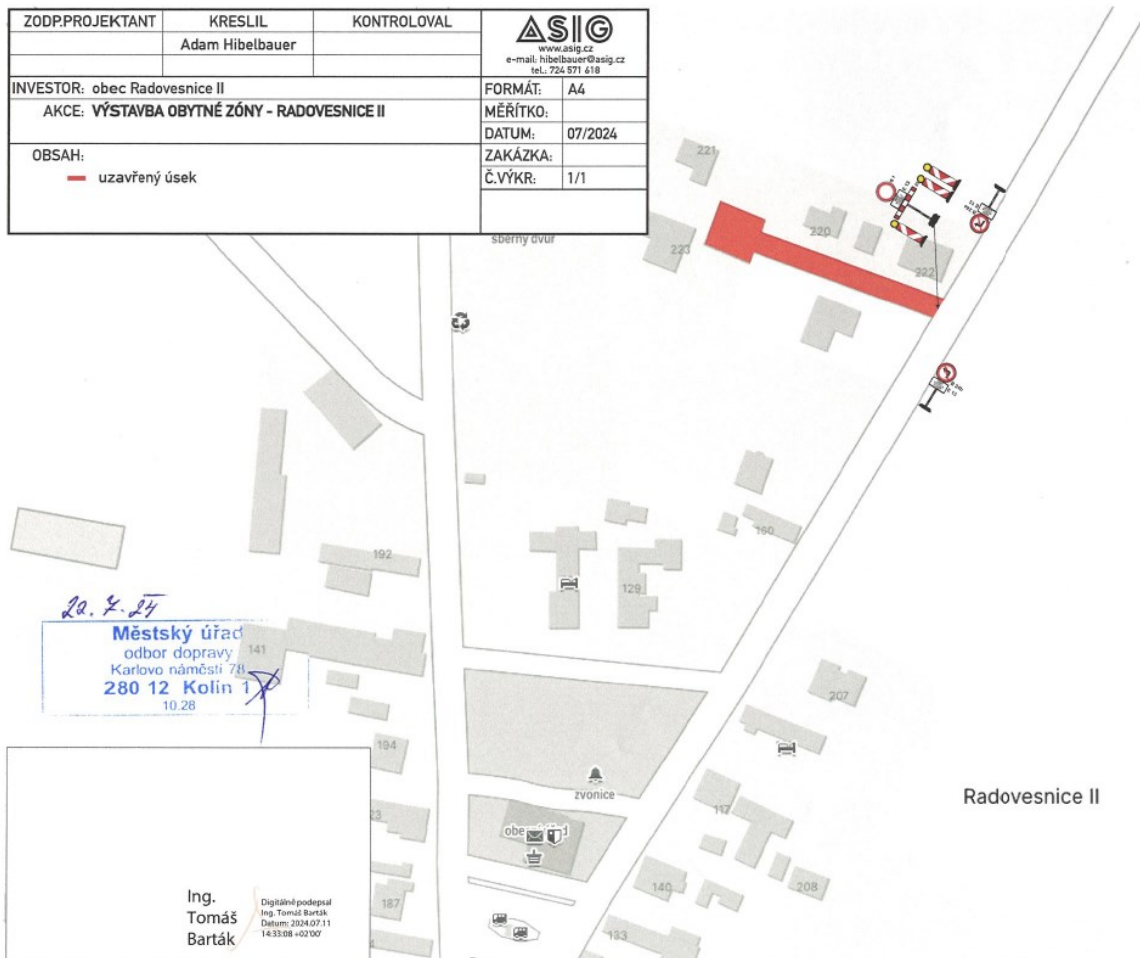 ZODP.PROJEKTANT KRESLIL KONTROLOVAL
Adam Hibelbauer
ASIG
www.asig.cz
e-mail: hibelbauer@asig.cz
tel.: 724 571 618
INVESTOR: obec Radovesnice II
AKCE: VÝSTAVBA OBYTNÉ ZÓNY - RADOVESNICE II
OBSAH:
uzavřený úsek
FORMÁT: A4
MĚŘÍTKO:
DATUM: 07/2024
ZAKÁZKA:
Č.VÝKR: 1/1
221
sběrný dvůr
223
220
222
160
192
129
22. 7. 24
Městský úřad
odbor dopravy
Karlovo náměstí 78
280 12 Kolín 1
10.28
141
207
194
zvonice
117
Radovesnice II
23
140
208
187
133
Ing.
Tomáš
Barták
Digitálně podepsal
Ing. Tomáš Barták
Datum: 2024.07.11
14:33:08 +02'00'